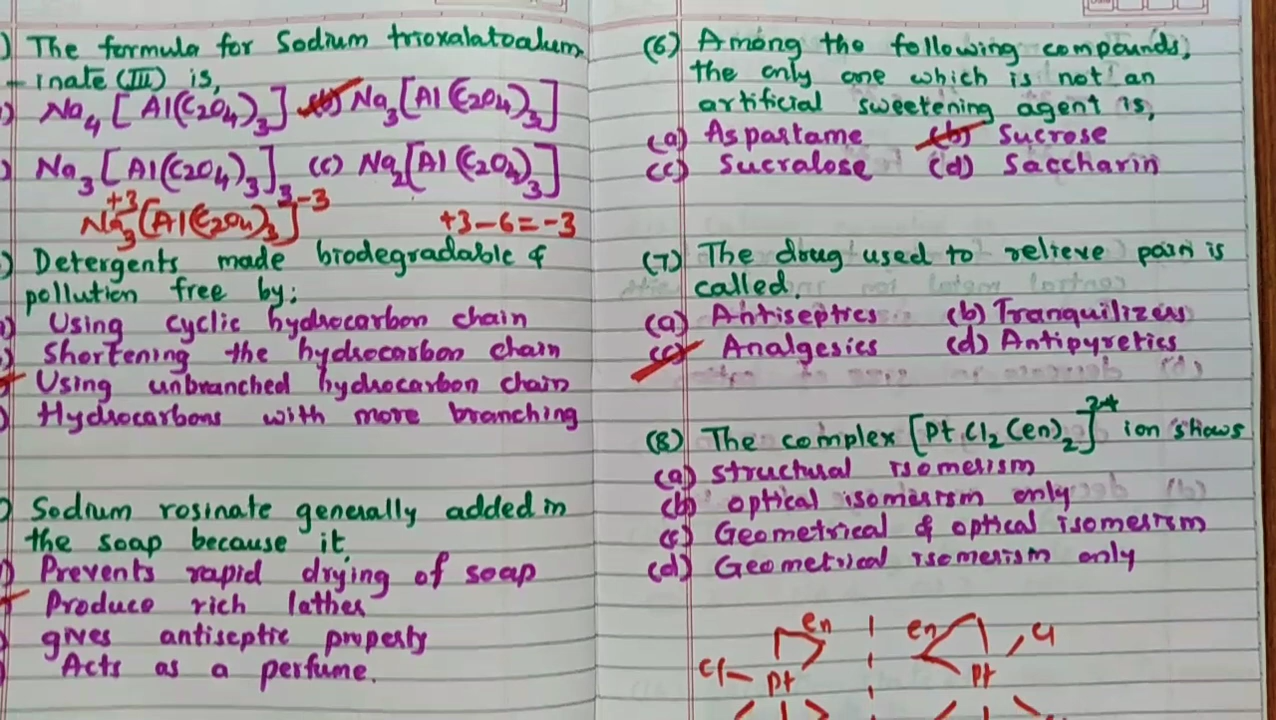 ) The formula for Sodium trioxalatoalum
- inate (III) is,
) Na4 [Al(C2O4)3] (b) Na3[Al(C2O4)3]
) Na3 [Al(C2O4)3]3 (c) Na2[Al(C2O4)3]
Na3+3[Al(C2O4)3]-3 +3-6=-3
) Detergents made biodegradable &
pollution free by:
) Using cyclic hydrocarbon chain
) Shortening the hydrocarbon chain
Using unbranched hydrocarbon chain
) Hydrocarbons with more branching
) Sodium rosinate generally added in
the soap because it,
) Prevents rapid drying of soap
Produce rich lather
) gives antiseptic property
) Acts as a perfume.
(6) Among the following compounds,
the only one which is not an
artificial sweetening agent is,
(a) Aspartame (b) Sucrose
(c) Sucralose (d) Saccharin
(7) The drug used to relieve pain is
called.
(a) Antiseptics (b) Tranquilizers
(c) Analgesics (d) Antipyretics
(8) The complex [Pt Cl2 (en)2]2+ ion shows
(a) structural isomerism
(b) optical isomerism only
(c) Geometrical & optical isomerism
(d) Geometrical isomerism only
en en Cl
Cl Pt Pt